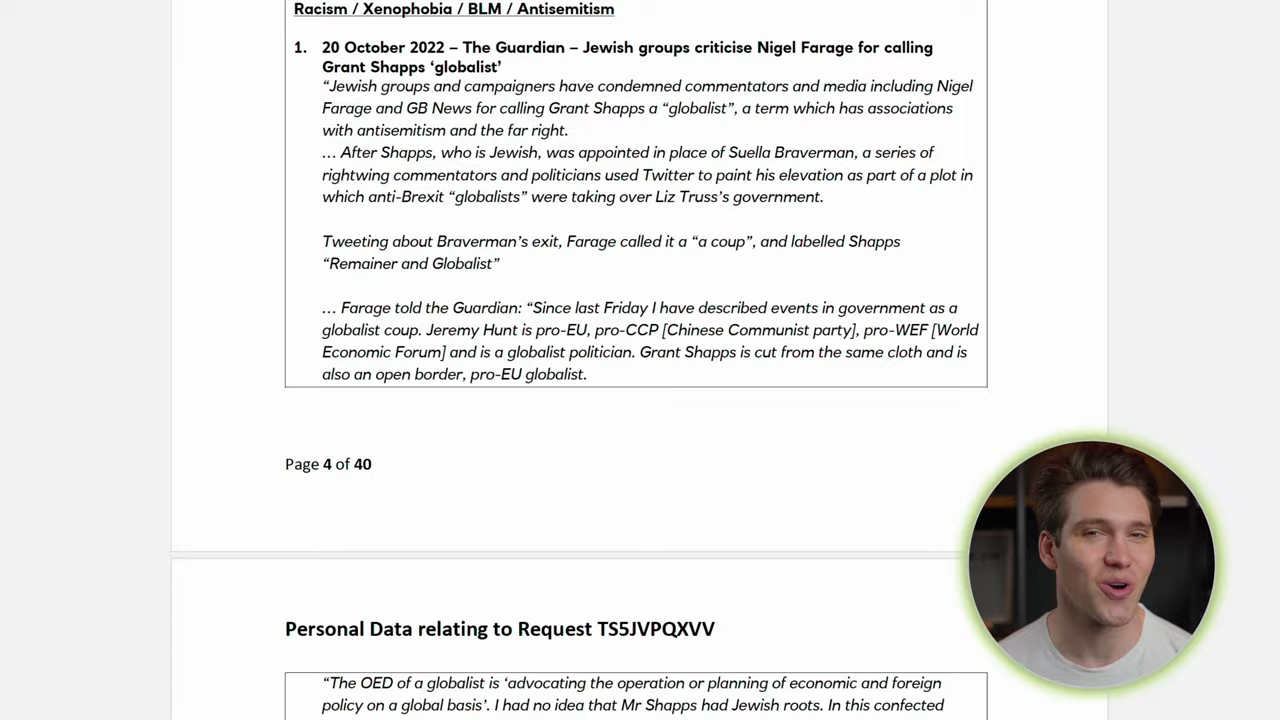 Racism / Xenophobia / BLM / Antisemitism
1. 20 October 2022 – The Guardian – Jewish groups criticise Nigel Farage for calling
Grant Shapps ‘globalist’
“Jewish groups and campaigners have condemned commentators and media including Nigel
Farage and GB News for calling Grant Shapps a “globalist”, a term which has associations
with antisemitism and the far right.
… After Shapps, who is Jewish, was appointed in place of Suella Braverman, a series of
rightwing commentators and politicians used Twitter to paint his elevation as part of a plot in
which anti-Brexit “globalists” were taking over Liz Truss’s government.
Tweeting about Braverman’s exit, Farage called it a “a coup”, and labelled Shapps
“Remainer and Globalist”
… Farage told the Guardian: “Since last Friday I have described events in government as a
globalist coup. Jeremy Hunt is pro-EU, pro-CCP [Chinese Communist party], pro-WEF [World
Economic Forum] and is a globalist politician. Grant Shapps is cut from the same cloth and is
also an open border, pro-EU globalist.
Page 4 of 40
Personal Data relating to Request TS5JVPQXVV
“The OED of a globalist is ‘advocating the operation or planning of economic and foreign
policy on a global basis’. I had no idea that Mr Shapps had Jewish roots. In this confected